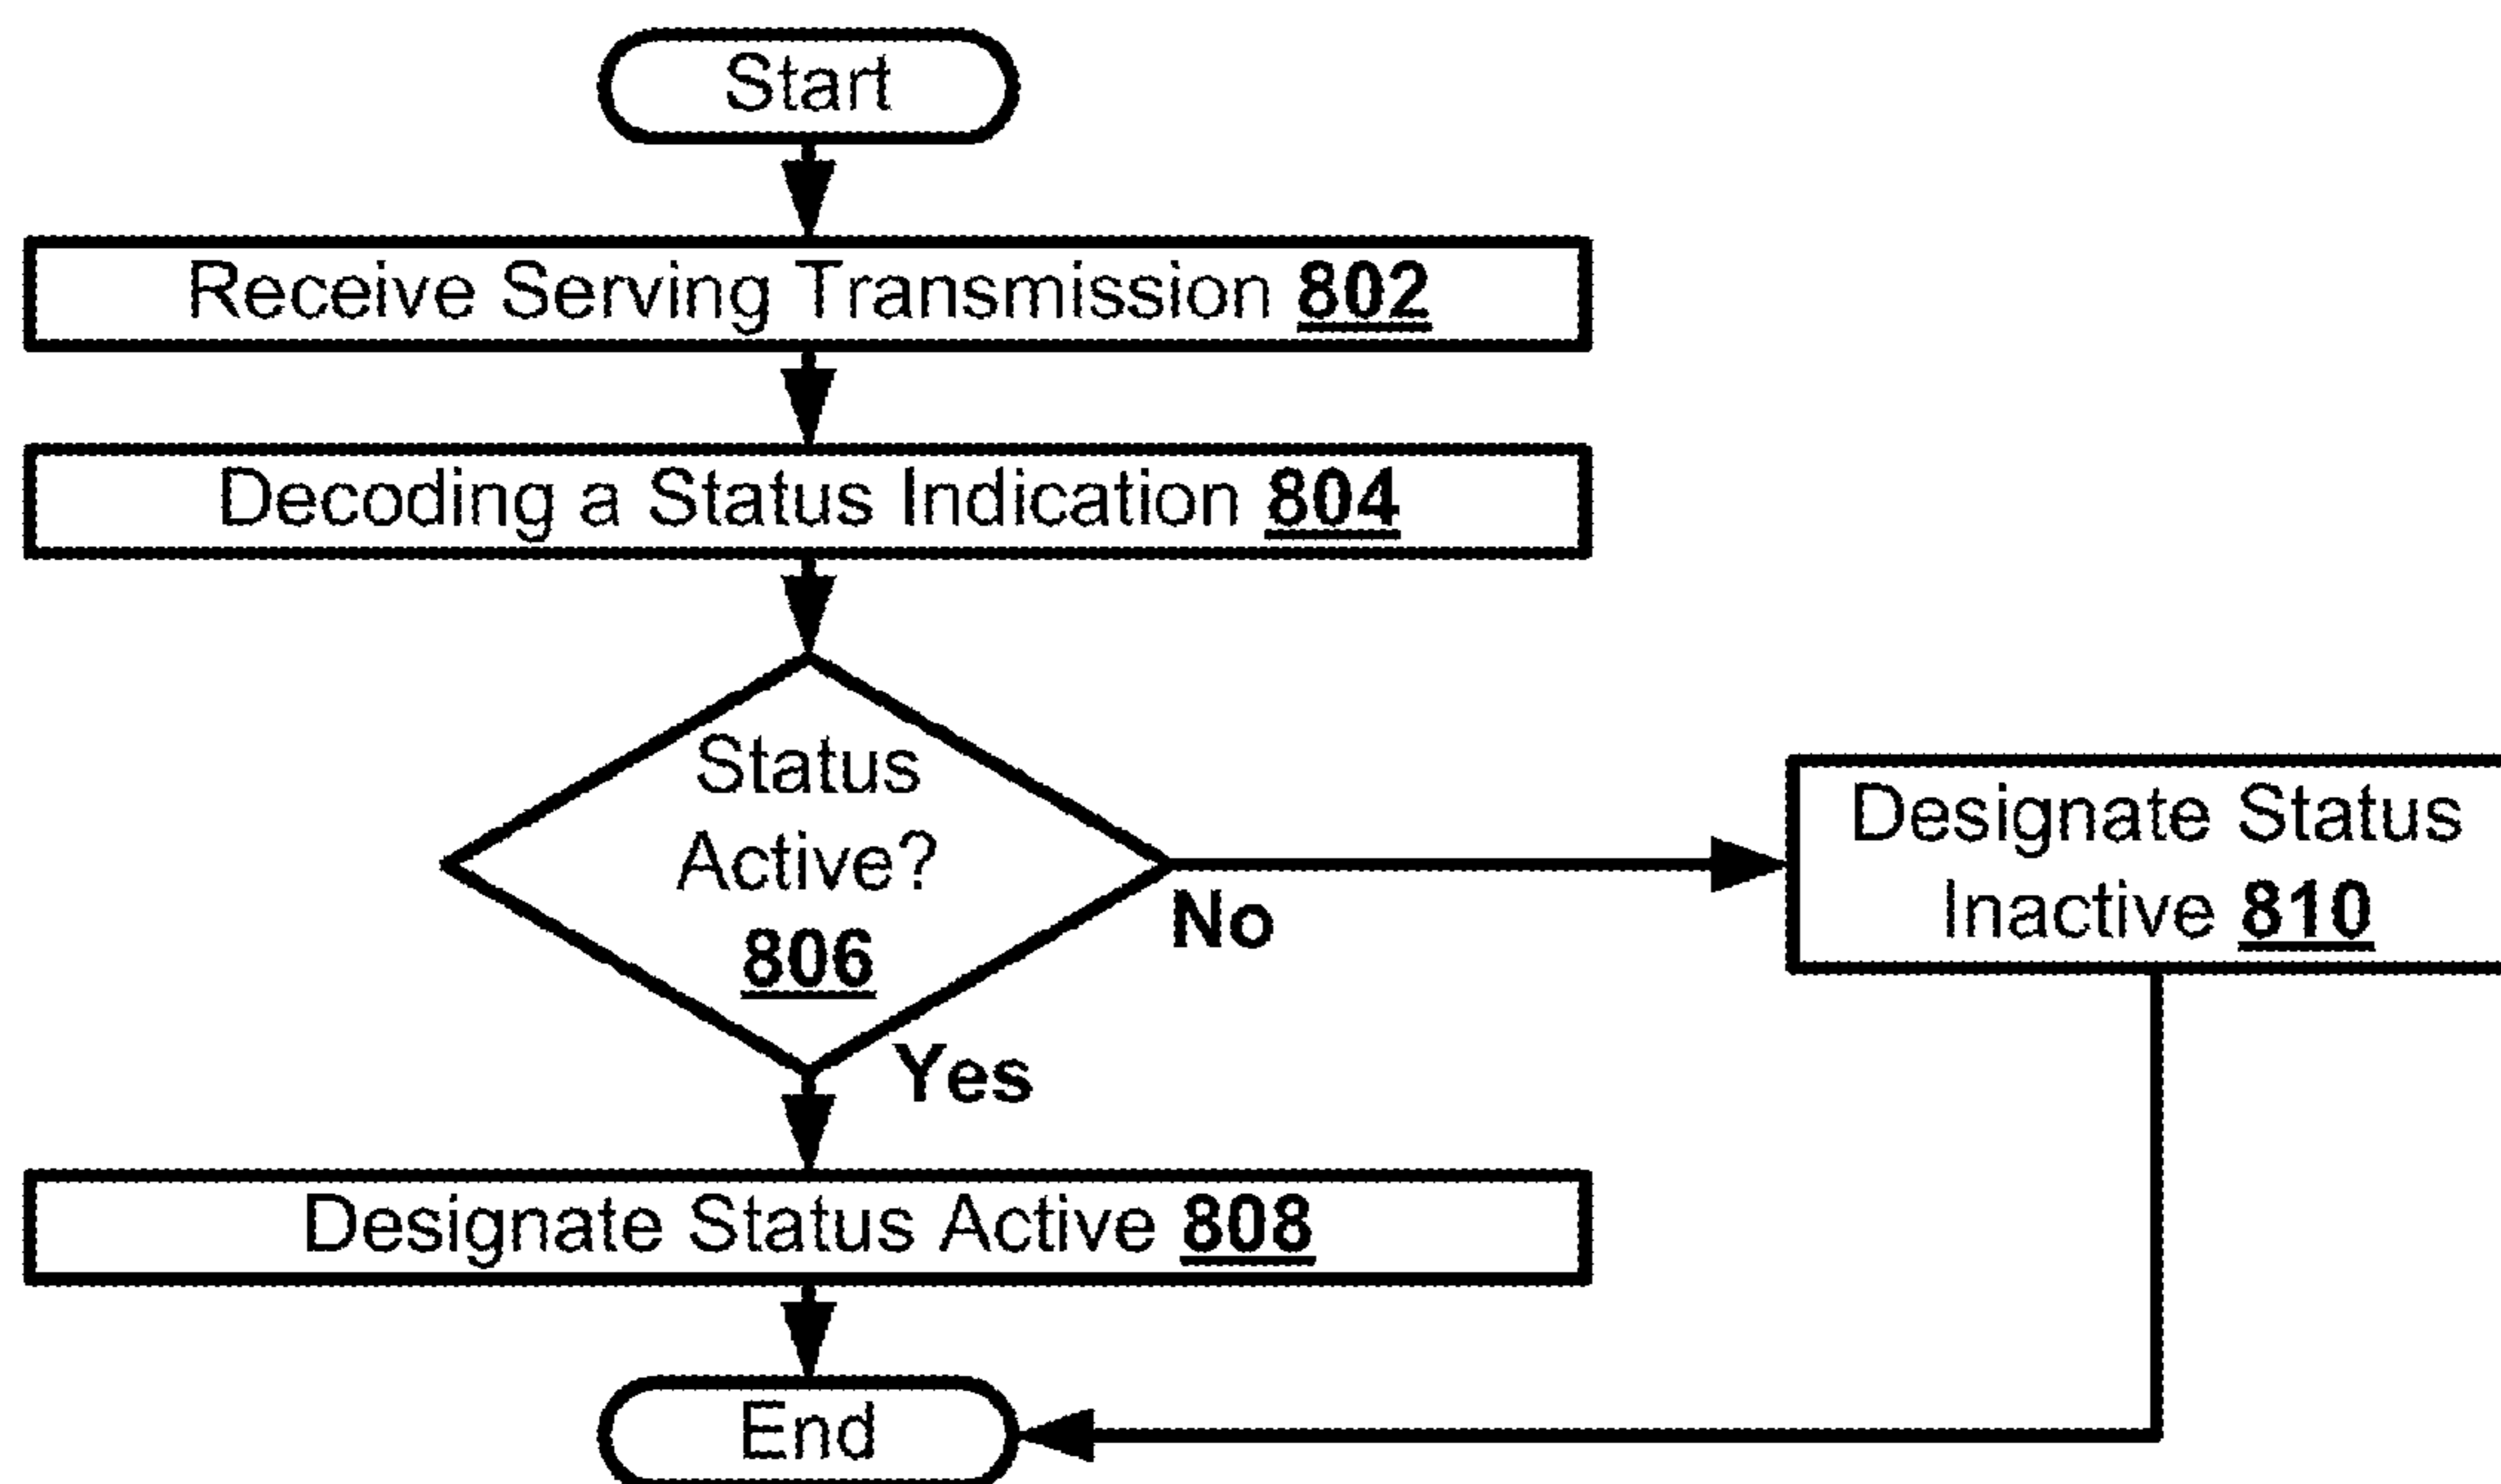 Start
Receive Serving Transmission 802
Decoding a Status Indication 804
Status
Active?
806
No
Yes
Designate Status
Inactive 810
Designate Status Active 808
End